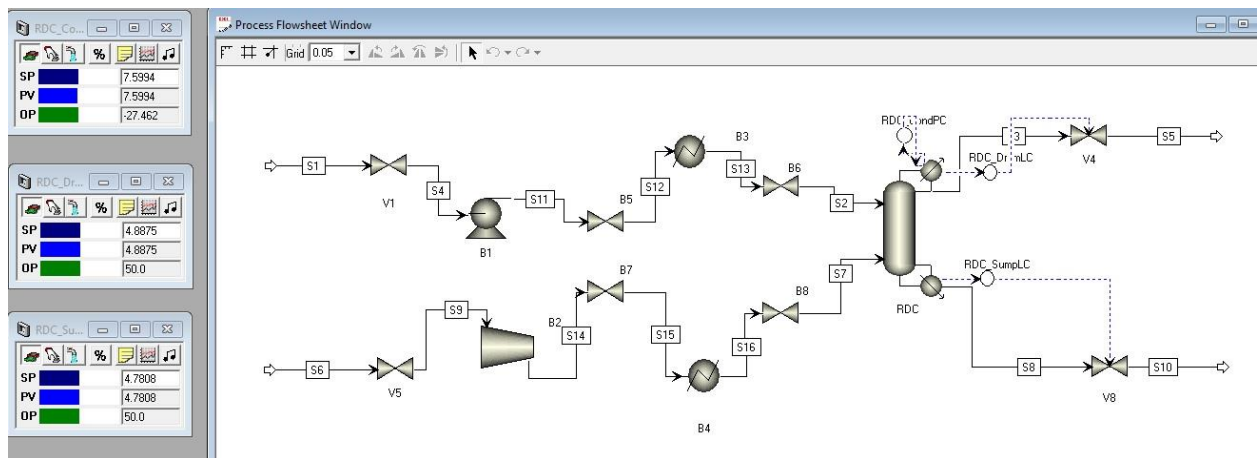 RDC_Co...
SP 7.5994
PV 7.5994
OP -27.462
RDC_Dr...
SP 4.8875
PV 4.8875
OP 50.0
RDC_Su...
SP 4.7808
PV 4.7808
OP 50.0
Process Flowsheet Window
Grid 0.05
S1
V1
S4
B1
S11
B5
S12
B3
S13
B6
S2
RDC_CondPC
3
RDC_DrumLC
V4
S5
S6
V5
S9
B2
S14
B7
S15
B4
S16
B8
S7
RDC
RDC_SumpLC
S8
V8
S10